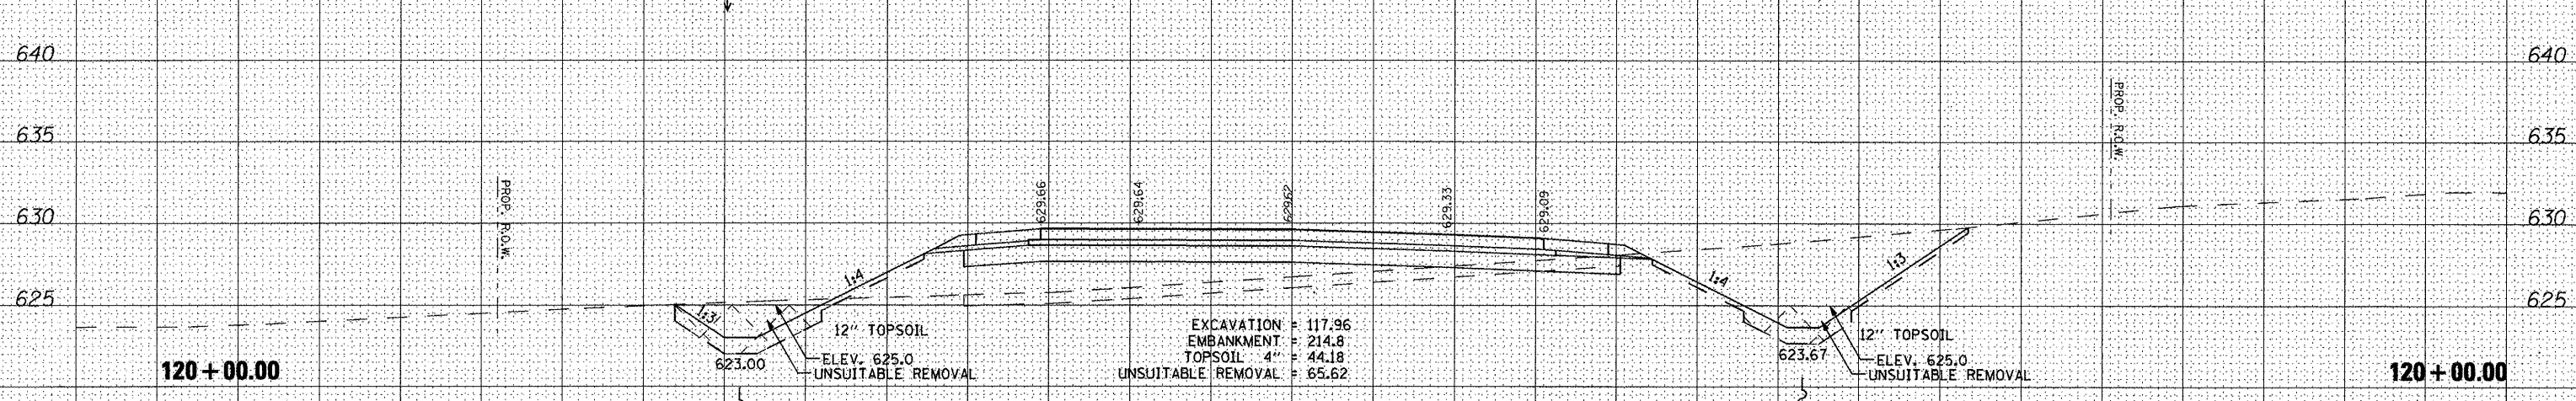 640 640
PROP. R.O.W.
635 635
PROP. R.O.W.
629.66 629.64 629.62 629.33 629.09
630 630
1:4 1:4 1:3
625 625
1:3
12" TOPSOIL
ELEV. 625.0
UNSUITABLE REMOVAL
623.00
EXCAVATION = 117.96
EMBANKMENT = 214.8
TOPSOIL 4" = 44.18
UNSUITABLE REMOVAL = 65.62
12" TOPSOIL
623.67
ELEV. 625.0
UNSUITABLE REMOVAL
120+00.00 120+00.00